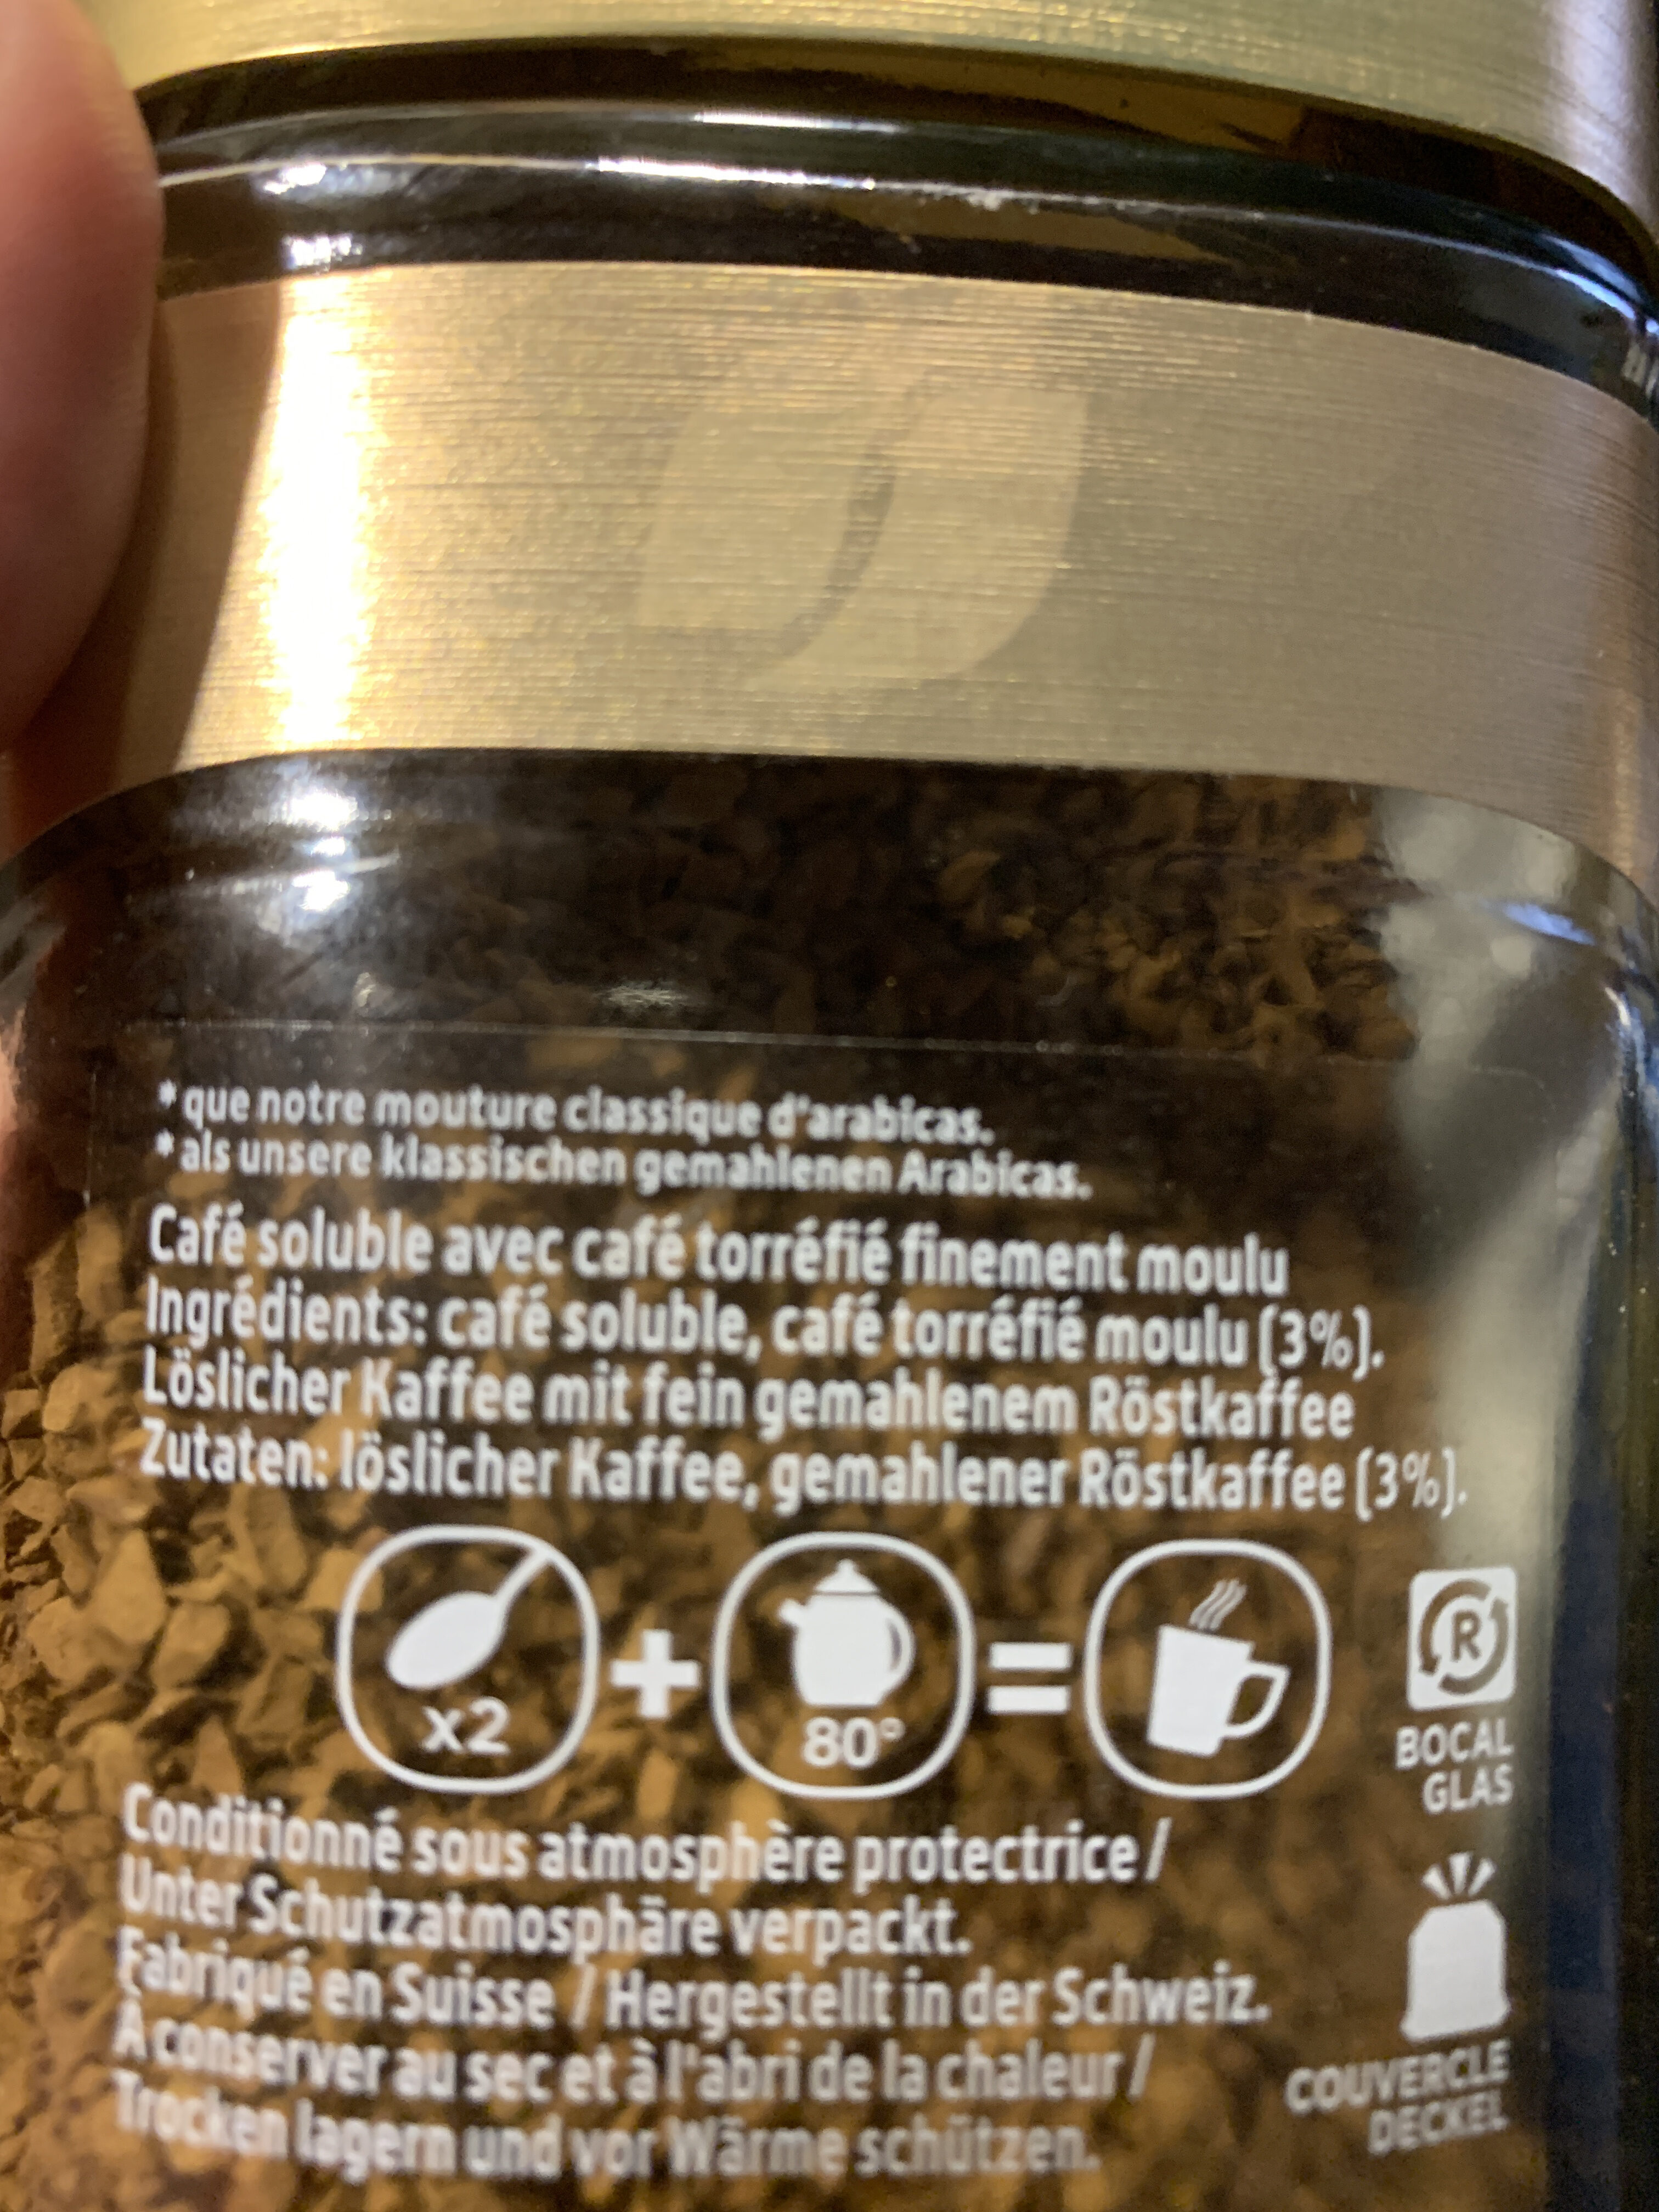 * que notre mouture classique d'arabicas.
* als unsere klassischen gemahlenen Arabicas.
Café soluble avec café torréfié finement moulu
Ingrédients: café soluble, café torréfié moulu (3%).
Löslicher Kaffee mit fein gemahlenem Röstkaffee
Zutaten: löslicher Kaffee, gemahlener Röstkaffee (3%).
x2
+
80°
=
R
BOCAL
GLAS
Conditionné sous atmosphère protectrice /
Unter Schutzatmosphäre verpackt.
Fabriqué en Suisse / Hergestellt in der Schweiz.
À conserver au sec et à l'abri de la chaleur /
Trocken lagern und vor Wärme schützen.
COUVERCLE
DECKEL